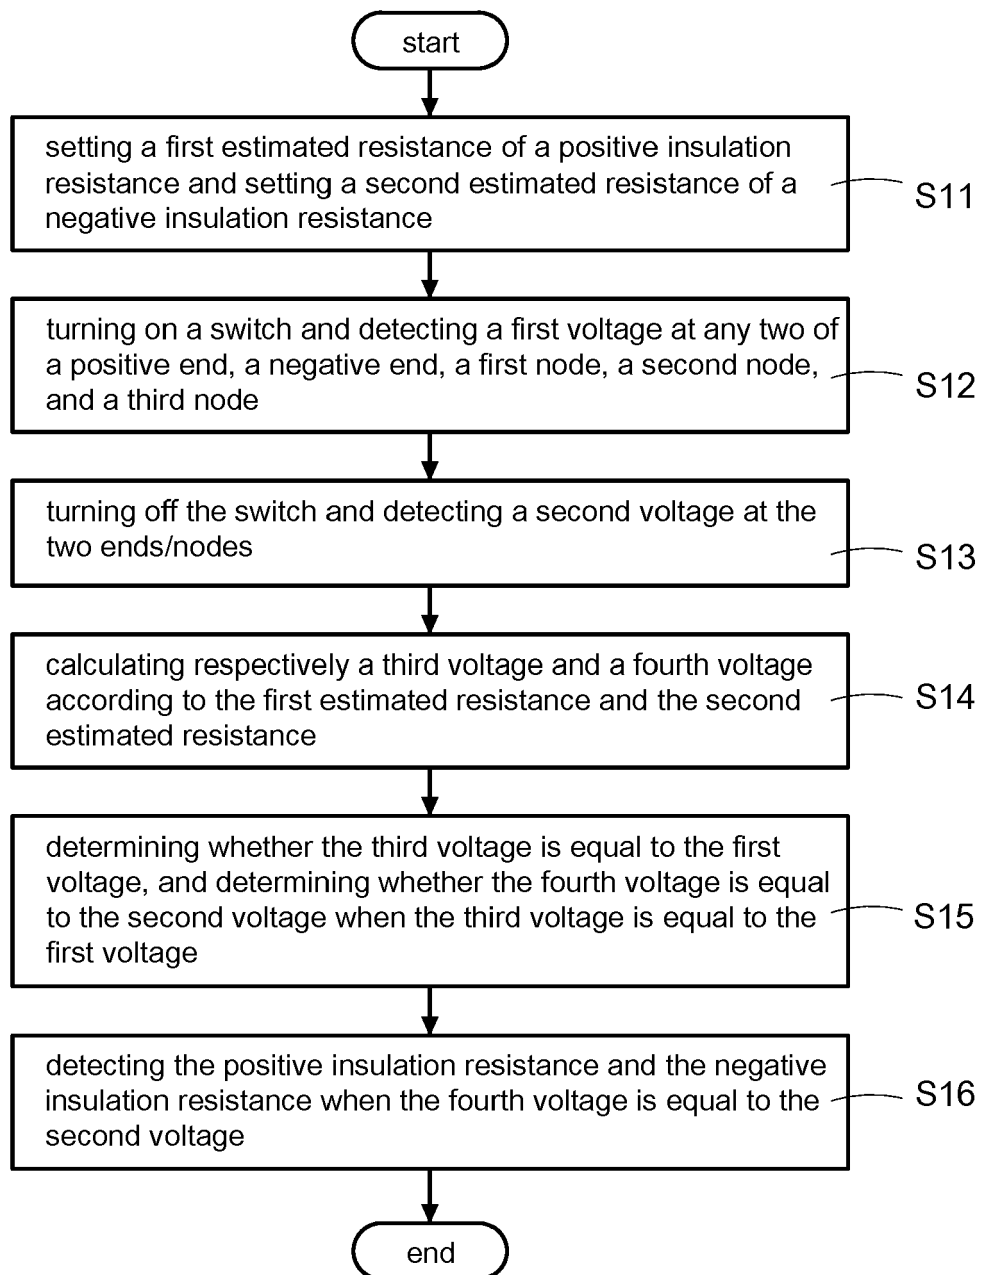 start
setting a first estimated resistance of a positive insulation
resistance and setting a second estimated resistance of a
negative insulation resistance
S11
turning on a switch and detecting a first voltage at any two of
a positive end, a negative end, a first node, a second node,
and a third node
S12
turning off the switch and detecting a second voltage at the
two ends/nodes
S13
calculating respectively a third voltage and a fourth voltage
according to the first estimated resistance and the second
estimated resistance
S14
determining whether the third voltage is equal to the first
voltage, and determining whether the fourth voltage is equal
to the second voltage when the third voltage is equal to the
first voltage
S15
detecting the positive insulation resistance and the negative
insulation resistance when the fourth voltage is equal to the
second voltage
S16
end